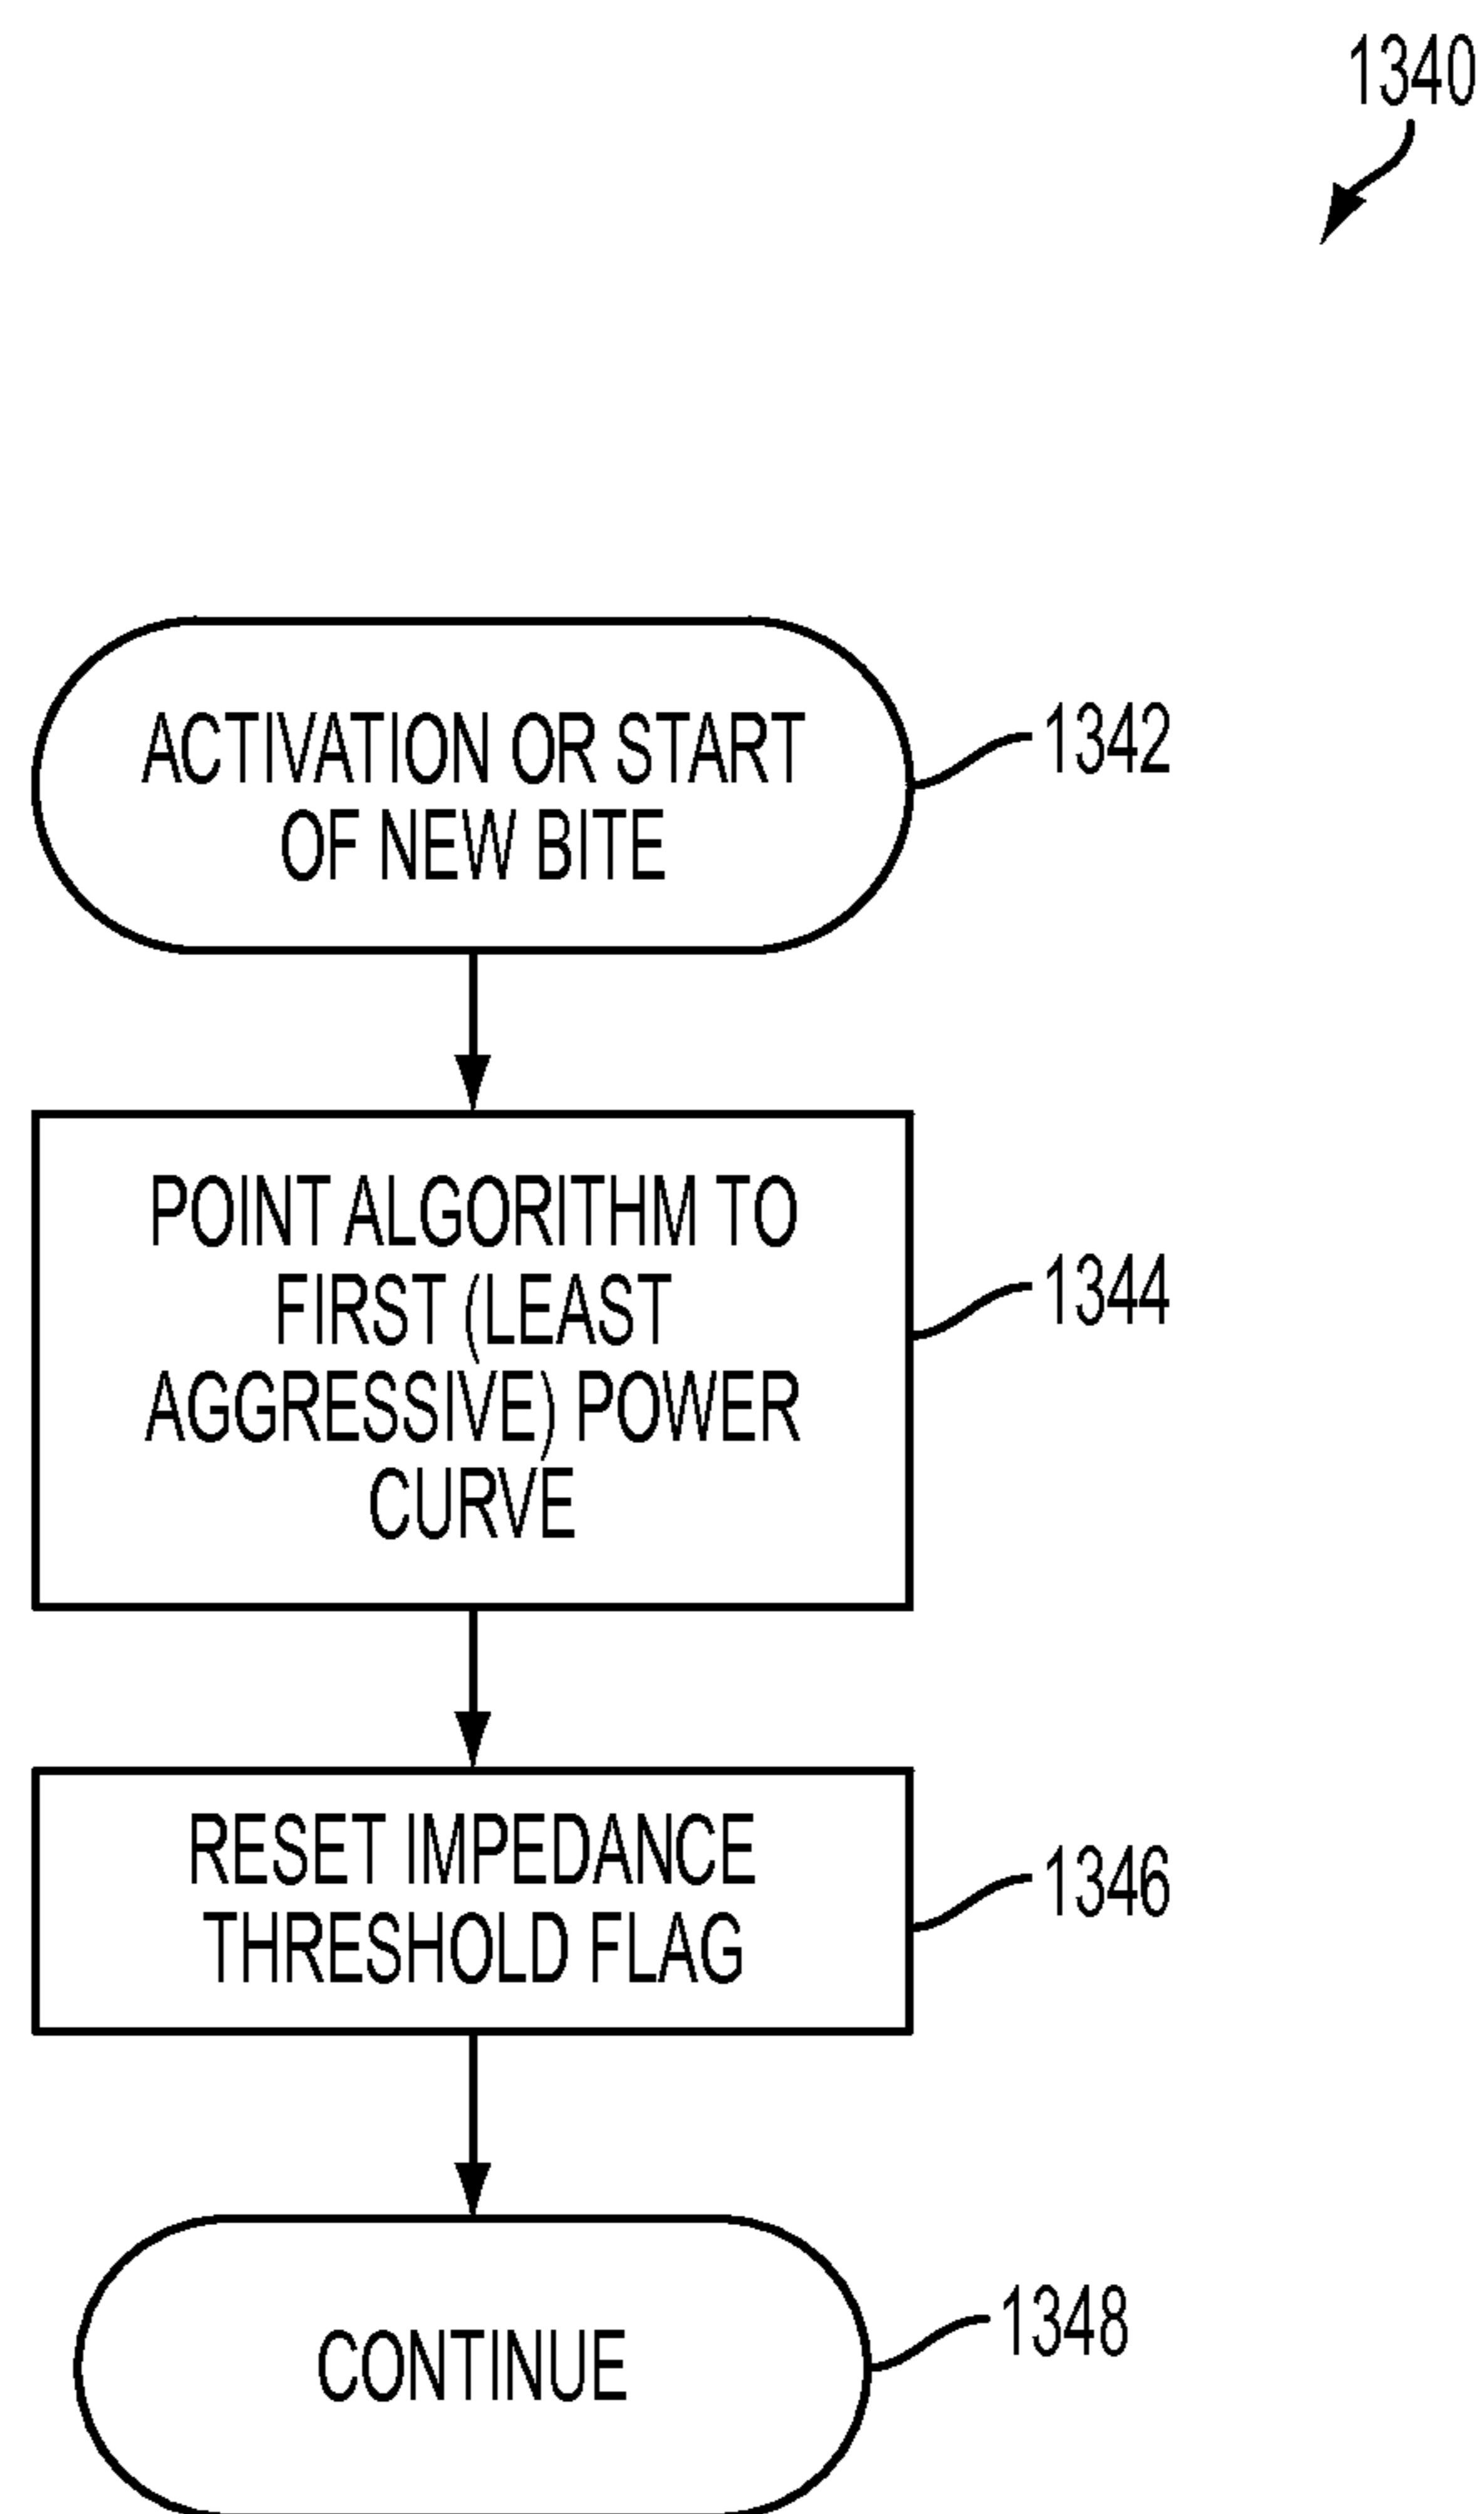 1340
ACTIVATION OR START
OF NEW BITE
1342
POINT ALGORITHM TO
FIRST (LEAST
AGGRESSIVE) POWER
CURVE
1344
RESET IMPEDANCE
THRESHOLD FLAG
1346
CONTINUE
1348